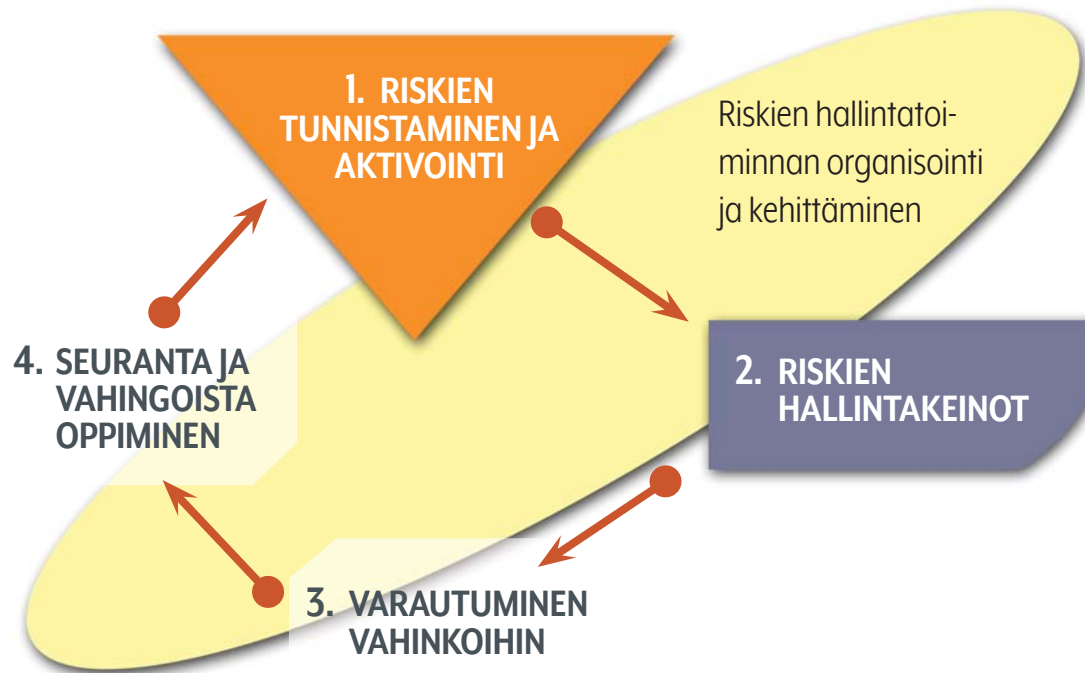 1. RISKIEN
TUNNISTAMINEN JA
AKTIVOINTI
Riskien hallintatoi-
minnan organisointi
ja kehittäminen
2. RISKIEN
HALLINTAKEINOT
3. VARAUTUMINEN
VAHINKOIHIN
4. SEURANTA JA
VAHINGOISTA
OPPIMINEN